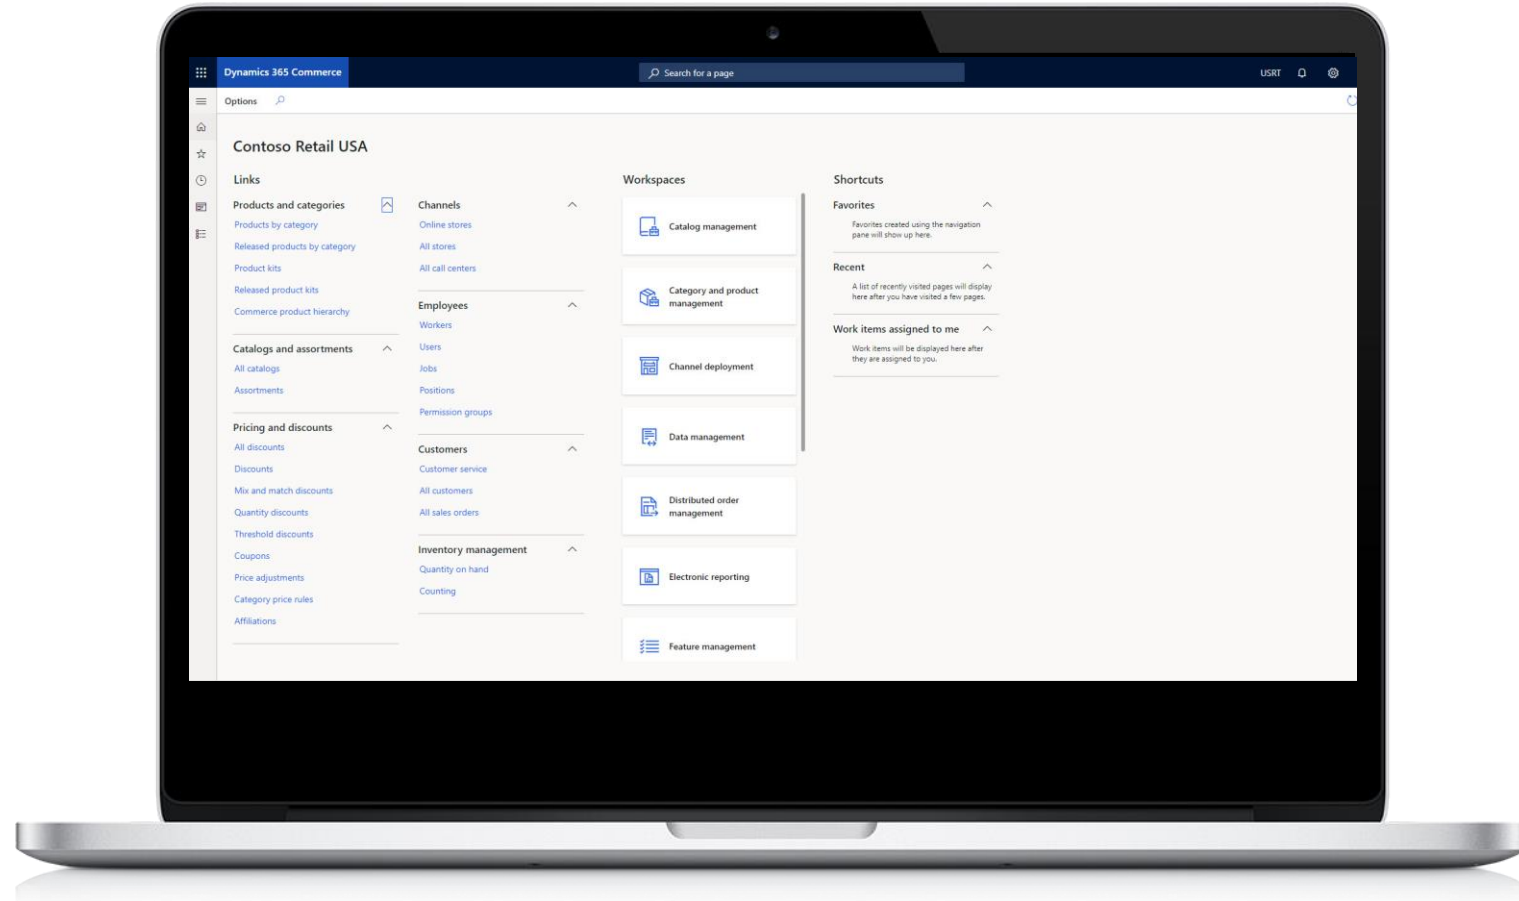 Dynamics 365 Commerce
Search for a page
USRT
Options
Contoso Retail USA
Links
Products and categories
Products by category
Released products by category
Product kits
Released product kits
Commerce product hierarchy
Catalogs and assortments
All catalogs
Assortments
Pricing and discounts
All discounts
Discounts
Mix and match discounts
Quantity discounts
Threshold discounts
Coupons
Price adjustments
Category price rules
Affiliations
Channels
Online stores
All stores
All call centers
Employees
Workers
Users
Jobs
Positions
Permission groups
Customers
Customer service
All customers
All sales orders
Inventory management
Quantity on hand
Counting
Workspaces
Catalog management
Category and product
management
Channel deployment
Data management
Distributed order
management
Electronic reporting
Feature management
Shortcuts
Favorites
Favorites created using the navigation
pane will show up here.
Recent
A list of recently visited pages will display
here after you have visited a few pages.
Work items assigned to me
Work items will be displayed here after
they are assigned to you.